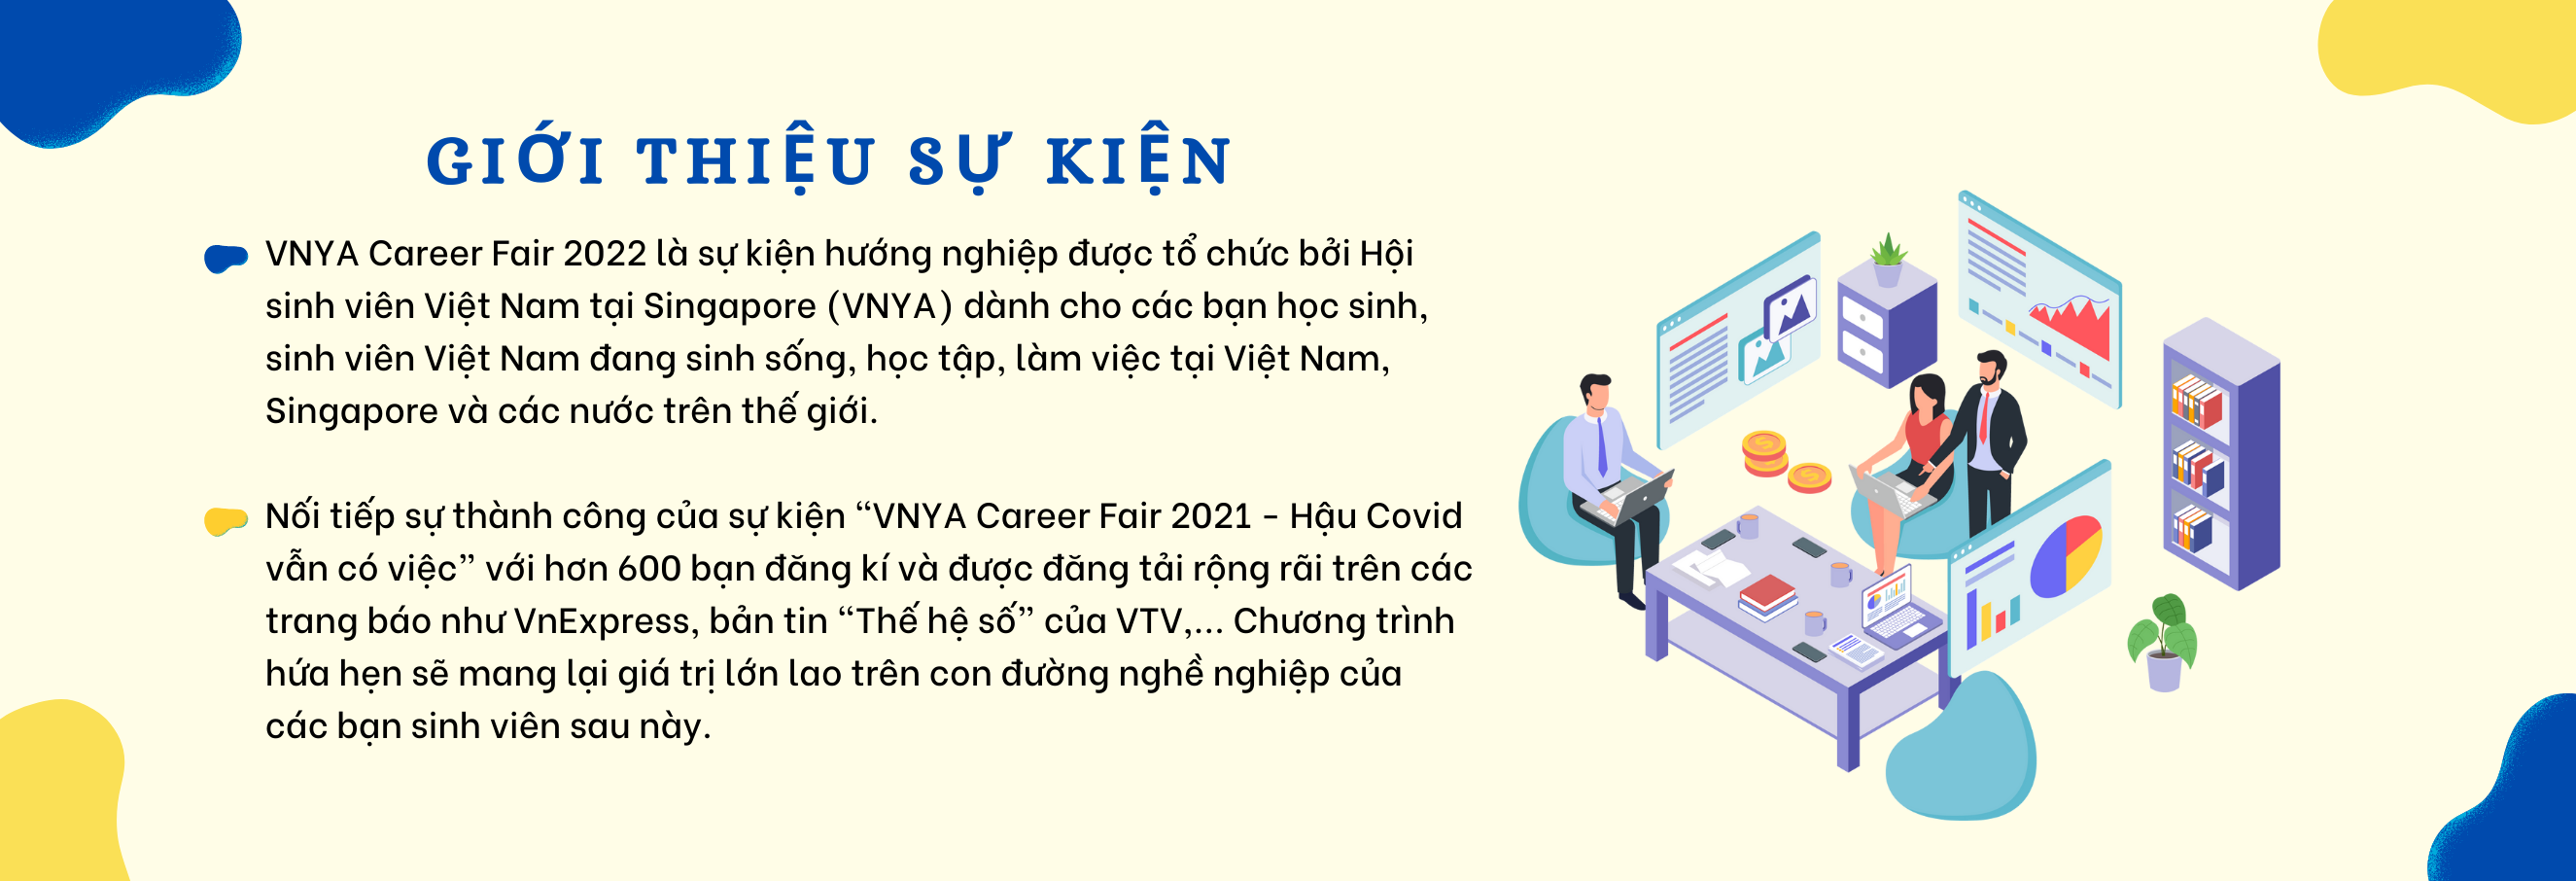 GIỚI THIỆU SỰ KIỆN
VNYA Career Fair 2022 là sự kiện hướng nghiệp được tổ chức bởi Hội
sinh viên Việt Nam tại Singapore (VNYA) dành cho các bạn học sinh,
sinh viên Việt Nam đang sinh sống, học tập, làm việc tại Việt Nam,
Singapore và các nước trên thế giới.
Nối tiếp sự thành công của sự kiện “VNYA Career Fair 2021 - Hậu Covid
vẫn có việc” với hơn 600 bạn đăng kí và được đăng tải rộng rãi trên các
trang báo như VnExpress, bản tin “Thế hệ số” của VTV,... Chương trình
hứa hẹn sẽ mang lại giá trị lớn lao trên con đường nghề nghiệp của
các bạn sinh viên sau này.